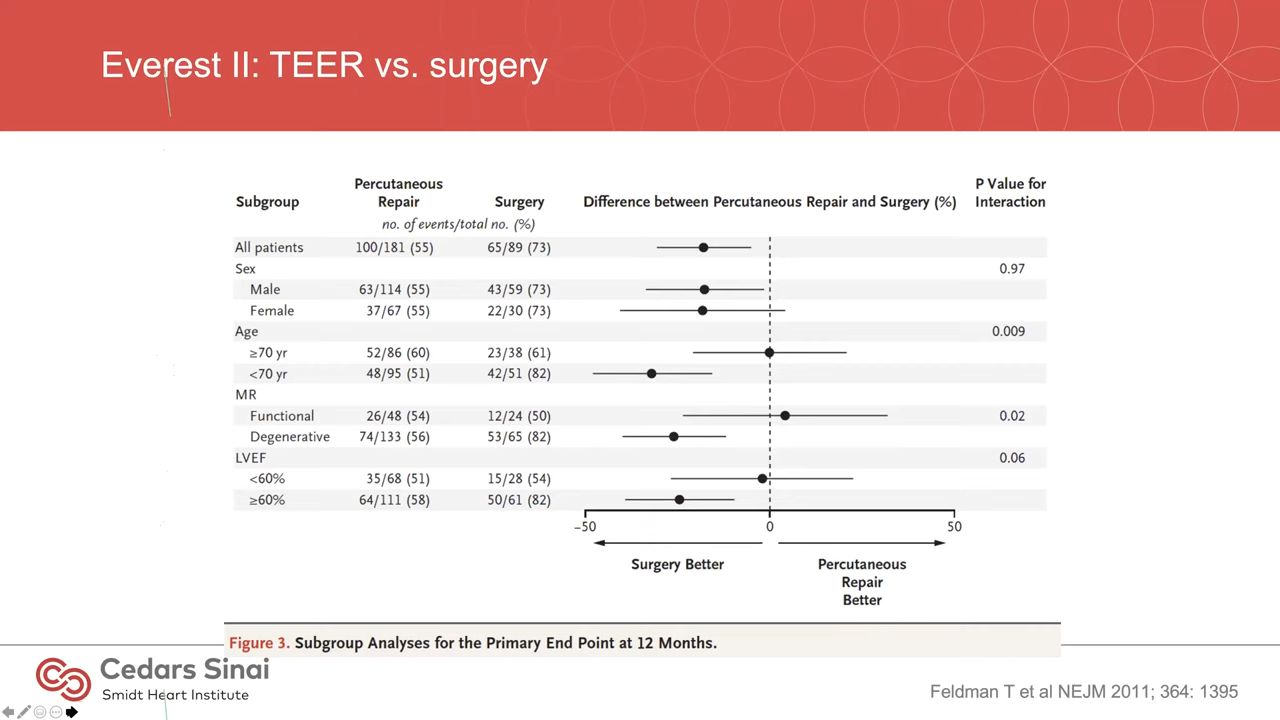 Everest II: TEER vs. surgery
Subgroup Percutaneous Repair Surgery Difference between Percutaneous Repair and Surgery (%) P Value for Interaction
no. of events/total no. (%)
All patients 100/181 (55) 65/89 (73)
Sex 0.97
Male 63/114 (55) 43/59 (73)
Female 37/67 (55) 22/30 (73)
Age 0.009
≥70 yr 52/86 (60) 23/38 (61)
<70 yr 48/95 (51) 42/51 (82)
MR
Functional 26/48 (54) 12/24 (50) 0.02
Degenerative 74/133 (56) 53/65 (82)
LVEF 0.06
<60% 35/68 (51) 15/28 (54)
≥60% 64/111 (58) 50/61 (82)
−50 0 50
Surgery Better Percutaneous Repair Better
Figure 3. Subgroup Analyses for the Primary End Point at 12 Months.
Cedars Sinai
Smidt Heart Institute
Feldman T et al NEJM 2011; 364: 1395